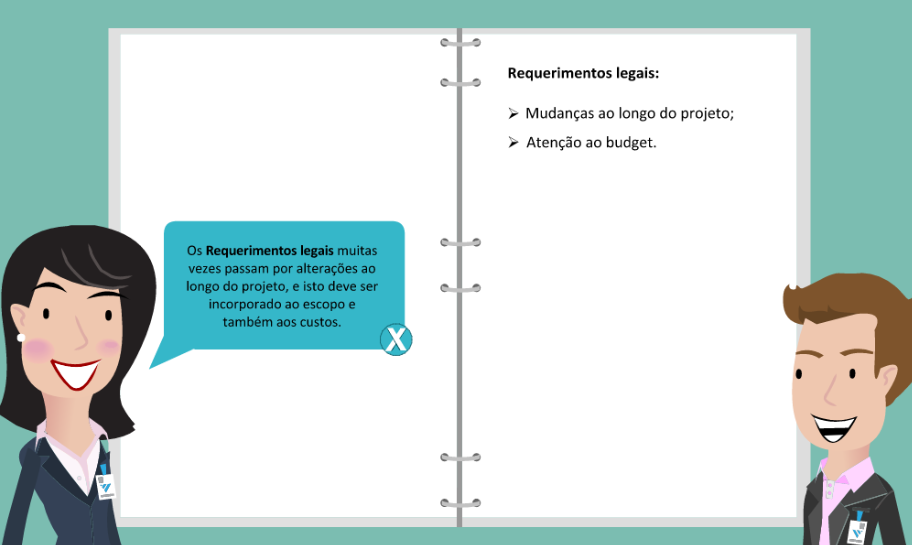 Os Requerimentos legais muitas
vezes passam por alterações ao
longo do projeto, e isto deve ser
incorporado ao escopo e
também aos custos.
X
Requerimentos legais:
➢ Mudanças ao longo do projeto;
➢ Atenção ao budget.